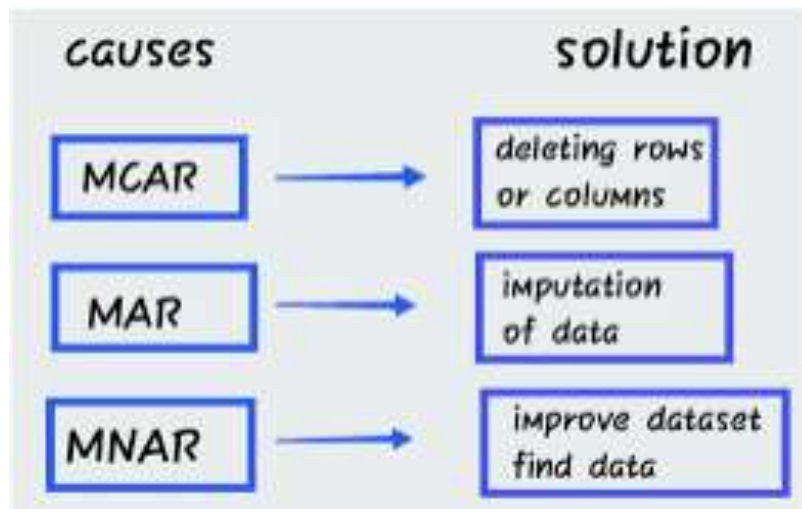 causes
solution
MCAR
deleting rows
or columns
MAR
imputation
of data
MNAR
improve dataset
find data